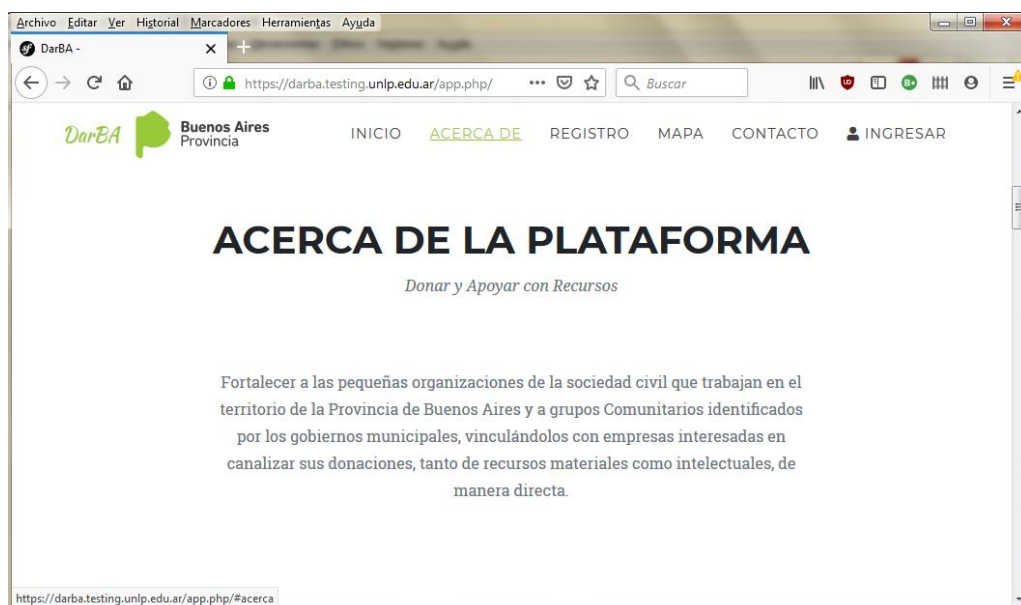 Archivo Editar Ver Historial Marcadores Herramientas Ayuda
DarBA -
https://darba.testing.unlp.edu.ar/app.php/
Buscar
DarBA
Buenos Aires
Provincia
INICIO ACERCA DE REGISTRO MAPA CONTACTO INGRESAR
ACERCA DE LA PLATAFORMA
Donar y Apoyar con Recursos
Fortalecer a las pequeñas organizaciones de la sociedad civil que trabajan en el
territorio de la Provincia de Buenos Aires y a grupos Comunitarios identificados
por los gobiernos municipales, vinculándolos con empresas interesadas en
canalizar sus donaciones, tanto de recursos materiales como intelectuales, de
manera directa.
https://darba.testing.unlp.edu.ar/app.php/#acerca